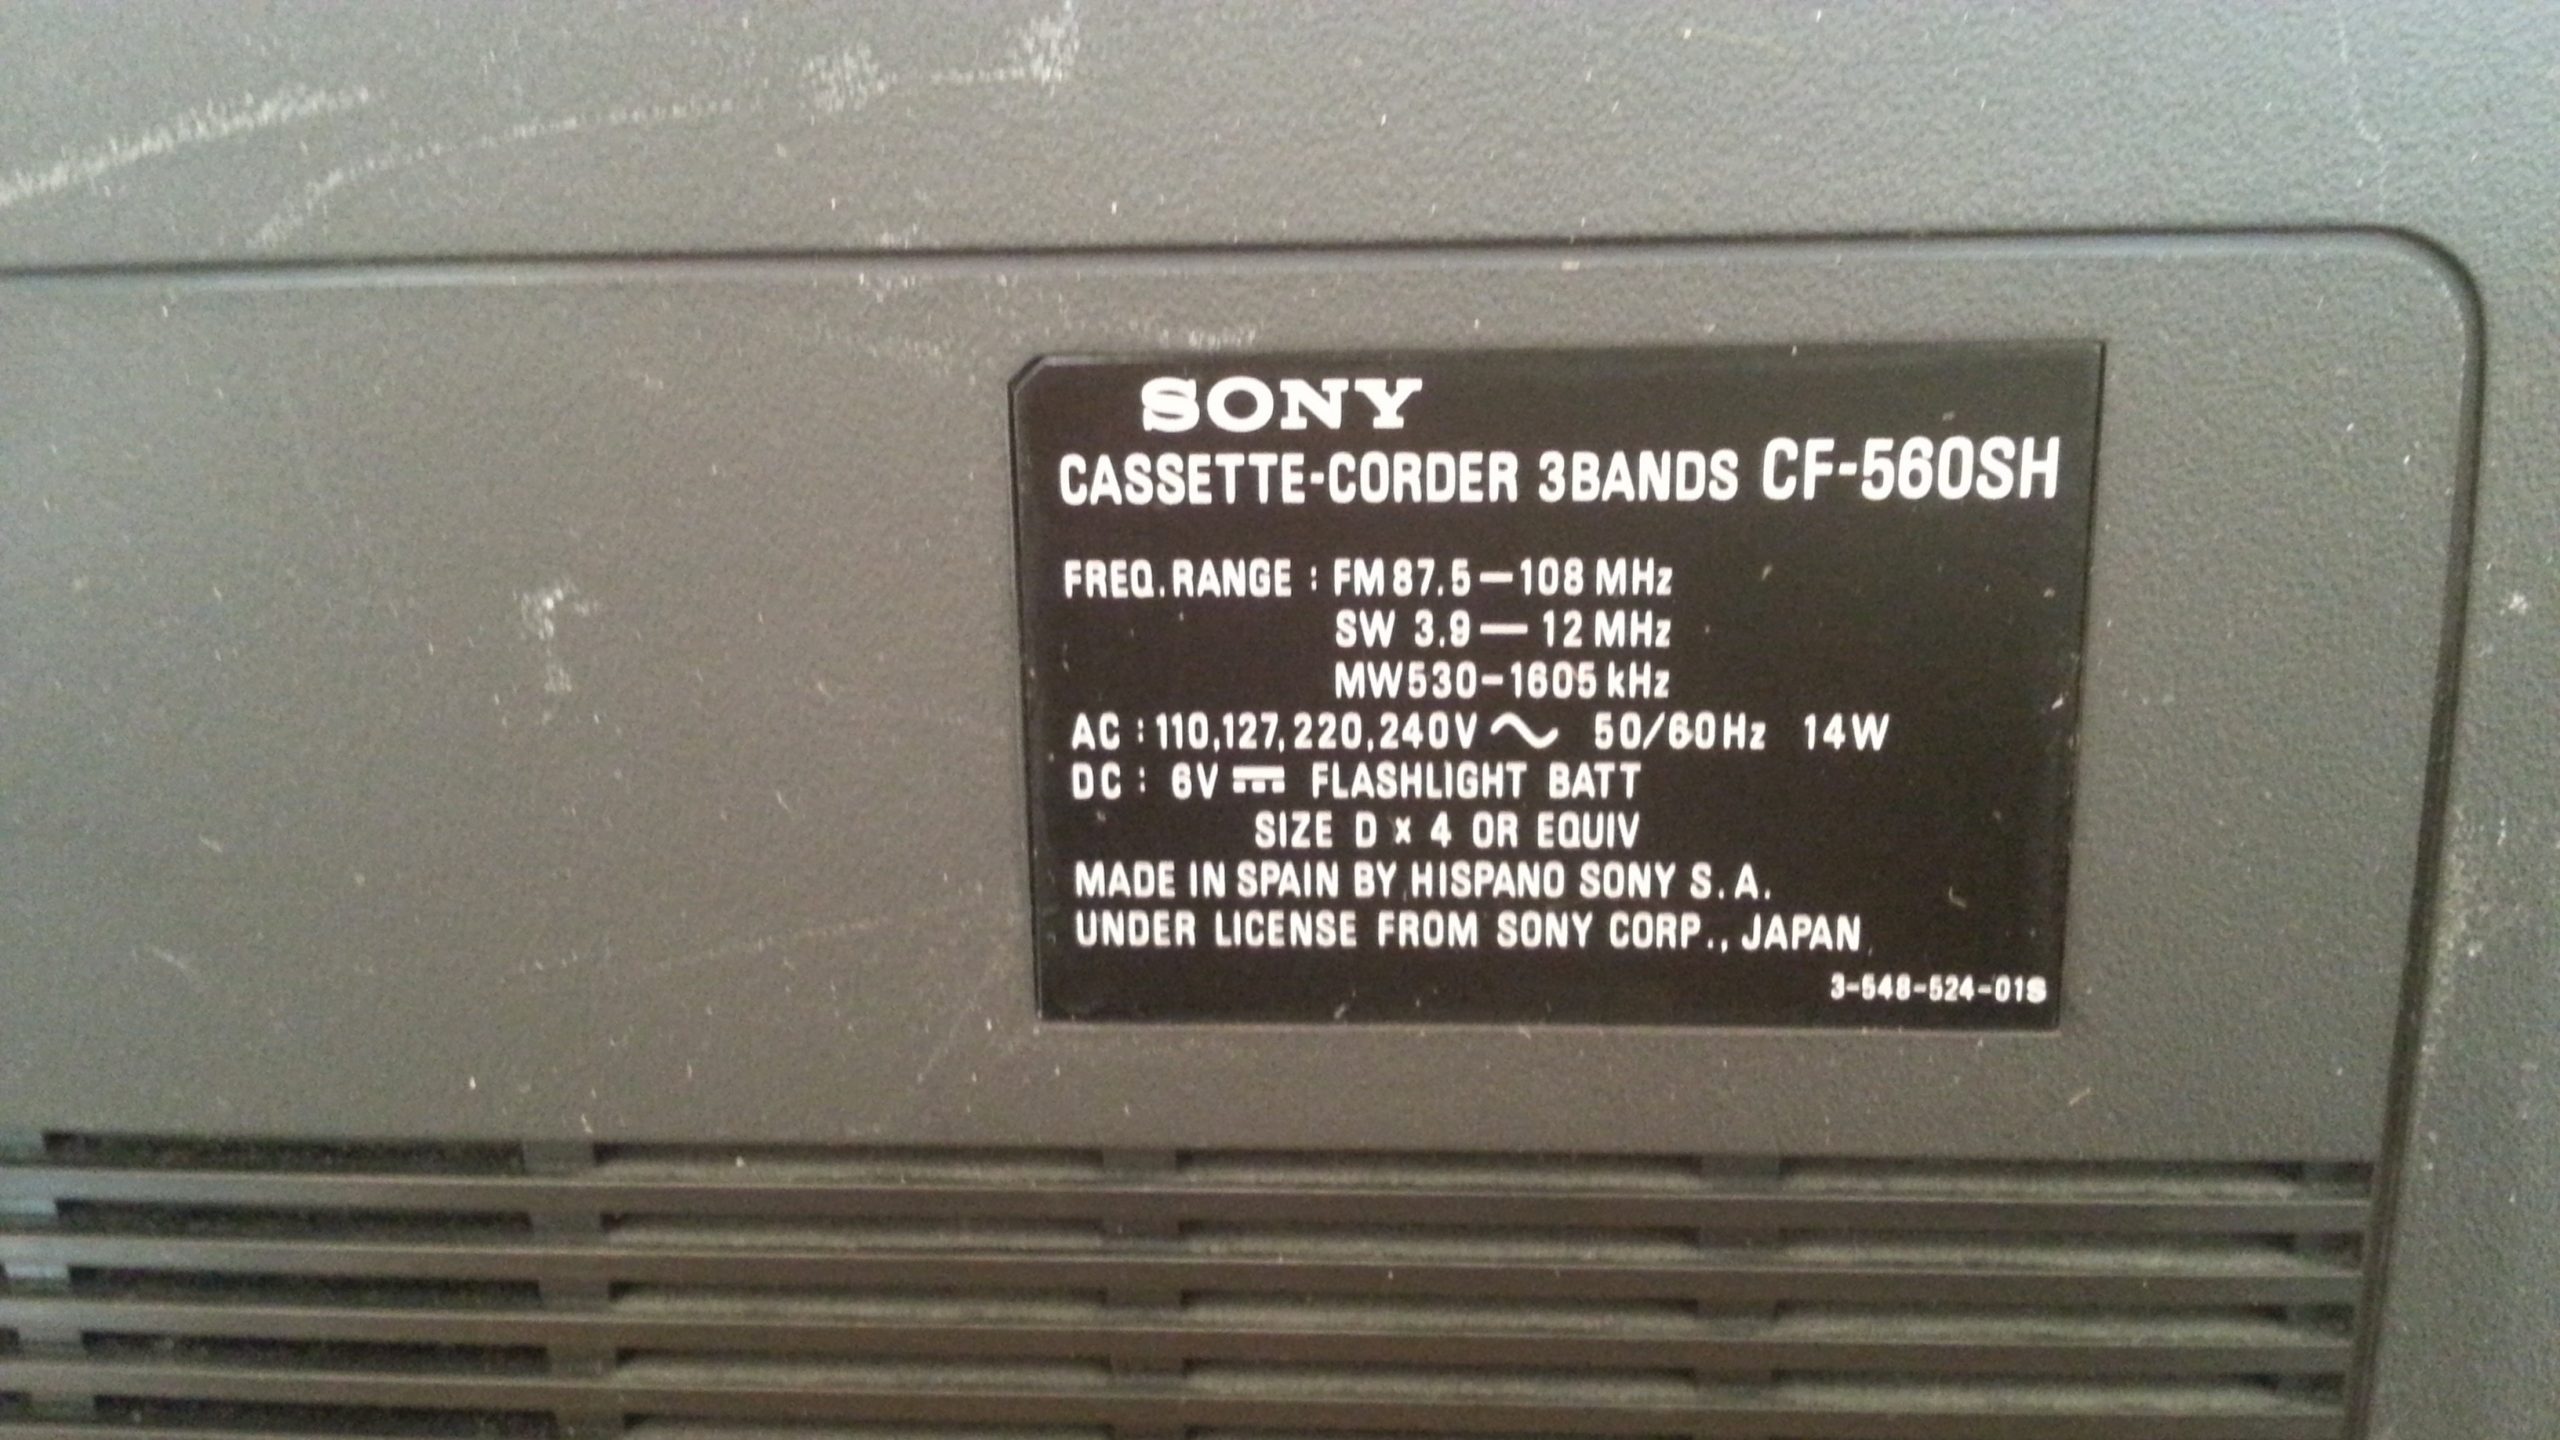 SONY
CASSETTE-CORDER 3BANDS CF-560SH
FREQ. RANGE : FM 87.5 — 108 MHz
SW 3.9 — 12 MHz
MW 530 - 1605 kHz
AC : 110, 127, 220, 240V ~ 50/60Hz 14W
DC : 6V ⎓ FLASHLIGHT BATT
SIZE D x 4 OR EQUIV
MADE IN SPAIN BY HISPANO SONY S. A.
UNDER LICENSE FROM SONY CORP., JAPAN
3-548-524-01S